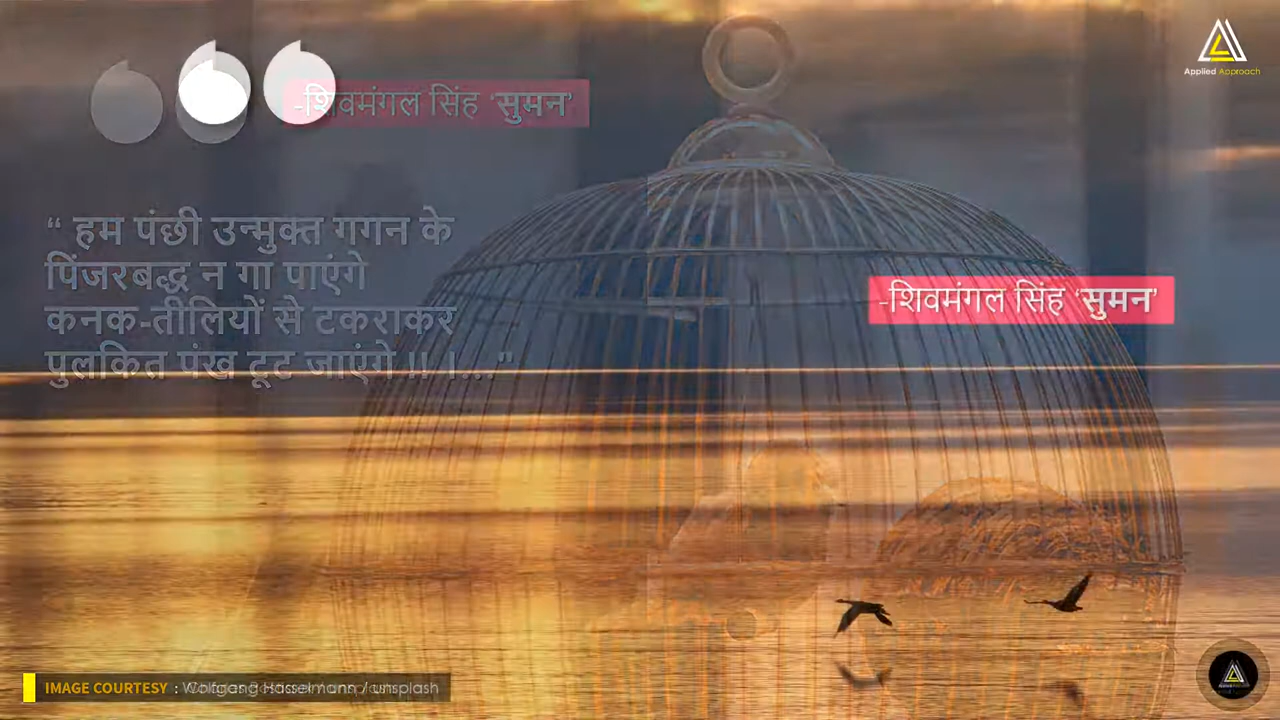 -शिवमंगल सिंह ‘सुमन’
“ हम पंछी उन्मुक्त गगन के
पिंजरबद्ध न गा पाएंगे
कनक-तीलियों से टकराकर
पुलकित पंख टूट जाएंगे !! ।...”
-शिवमंगल सिंह ‘सुमन’
Applied Approach
IMAGE COURTESY : Wolfgang Hasselmann / unsplash